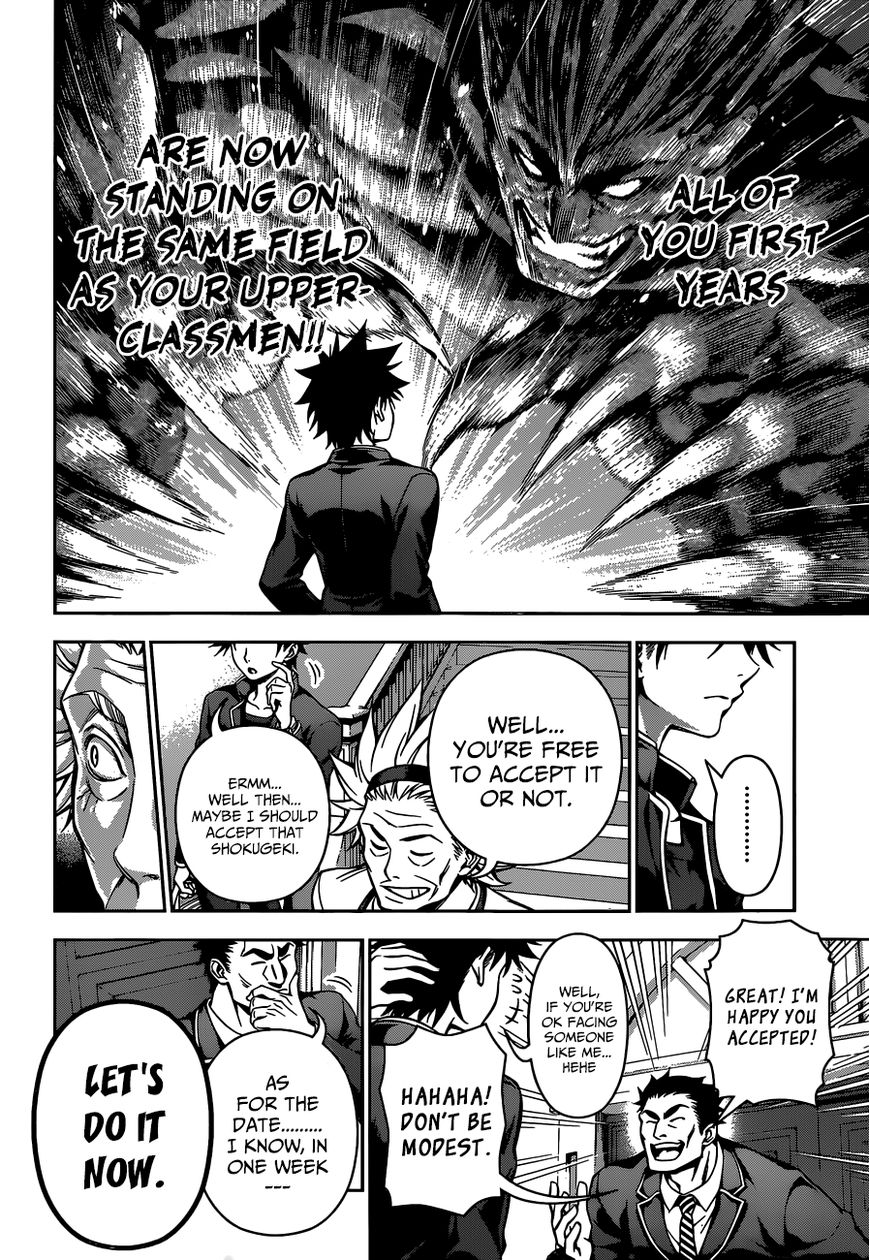 ALL OF
YOU FIRST
YEARS
ARE NOW
STANDING ON
THE SAME FIELD
AS YOUR UPPER-
CLASSMEN!!
..........
WELL...
YOU'RE FREE
TO ACCEPT IT
OR NOT.
ERMM...
WELL THEN...
MAYBE I SHOULD
ACCEPT THAT
SHOKUGEKI.
GREAT! I'M
HAPPY YOU
ACCEPTED!
WELL,
IF YOU'RE
OK FACING
SOMEONE
LIKE ME...
HEHE
HAHAHA!
DON'T BE
MODEST.
AS
FOR THE
DATE.........
I KNOW, IN
ONE WEEK
---
LET'S
DO IT
NOW.